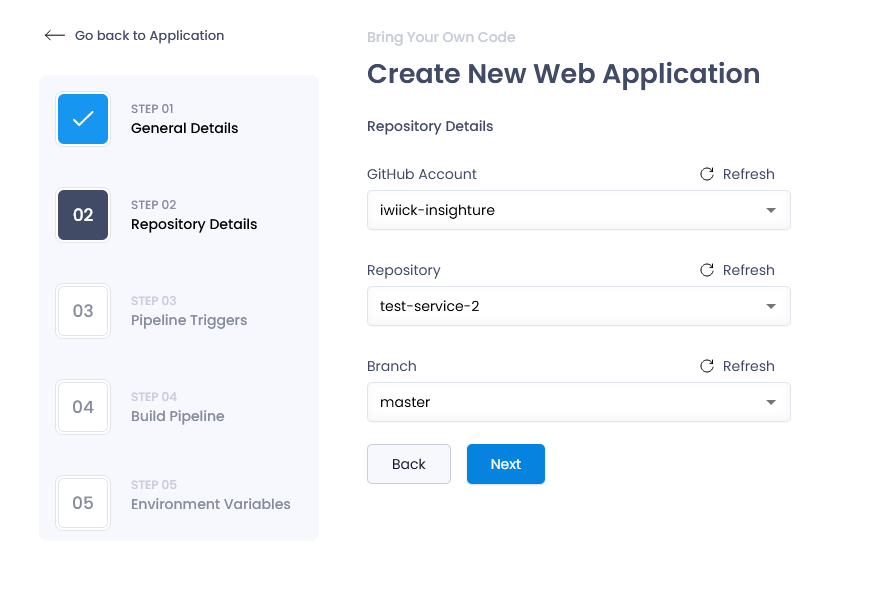 Go back to Application
STEP 01
General Details
02
STEP 02
Repository Details
03
STEP 03
Pipeline Triggers
04
STEP 04
Build Pipeline
05
STEP 05
Environment Variables
Bring Your Own Code
Create New Web Application
Repository Details
GitHub Account
Refresh
iwiick-insighture
Repository
Refresh
test-service-2
Branch
Refresh
master
Back
Next